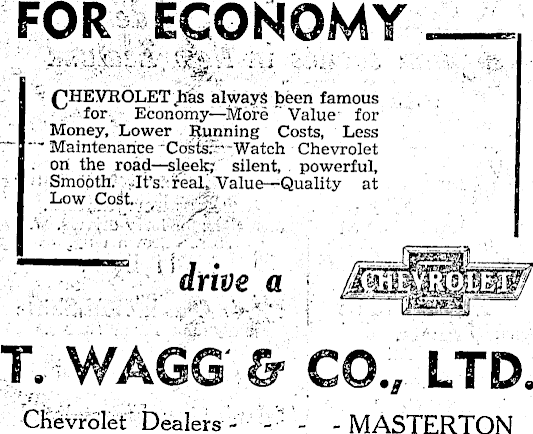 FOR ECONOMY
CHEVROLET has always been famous
for Economy—More Value for
Money, Lower Running Costs, Less
Maintenance Costs. Watch Chevrolet
on the road—sleek, silent, powerful,
Smooth. It's real Value—Quality at
Low Cost.
drive a
CHEVROLET
T. WAGG & CO., LTD.
Chevrolet Dealers - - - - MASTERTON